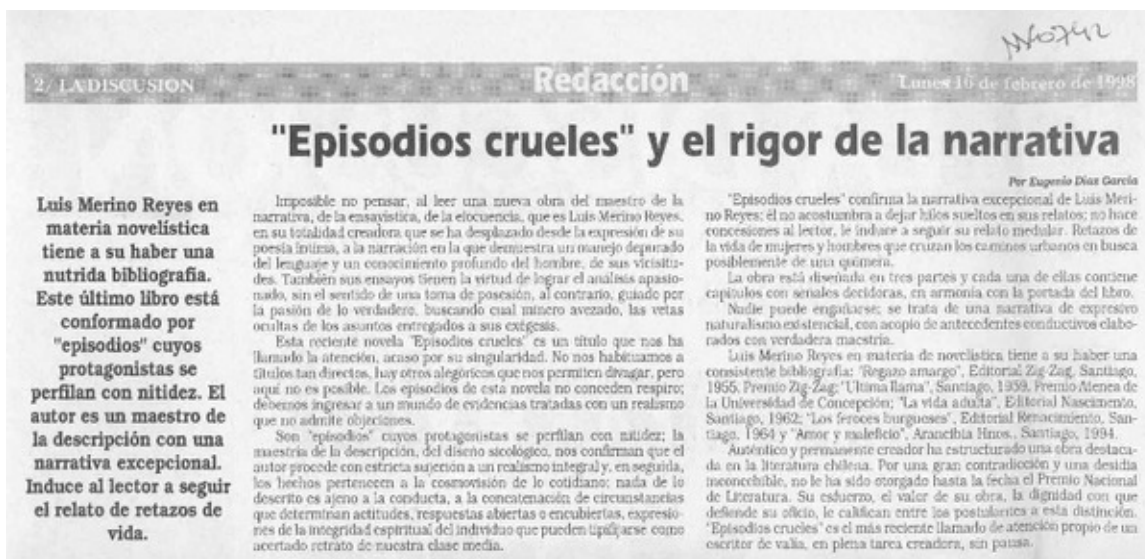 2/ LA DISCUSION
Redacción
Lunes 16 de febrero de 1998
"Episodios crueles" y el rigor de la narrativa
Por Eugenio Díaz García
Luis Merino Reyes en
materia novelística
tiene a su haber una
nutrida bibliografía.
Este último libro está
conformado por
"episodios" cuyos
protagonistas se
perfilan con nitidez. El
autor es un maestro de
la descripción con una
narrativa excepcional.
Induce al lector a seguir
el relato de retazos de
vida.
Imposible no pensar, al leer una nueva obra del maestro de la
narrativa, de la ensayística, de la elocuencia, que es Luis Merino Reyes,
en su totalidad creadora que se ha desplazado desde la expresión de su
poesía íntima, a la narración en la que demuestra un manejo depurado
del lenguaje y un conocimiento profundo del hombre, de sus vicisitu-
des. También sus ensayos tienen la virtud de lograr el análisis apasio-
nado, sin el sentido de una toma de posesión, al contrario, guiado por
la pasión de lo verdadero, buscando cual minero avezado, las vetas
ocultas de los asuntos entregados a sus exégesis.
Esta reciente novela "Episodios crueles" es un título que nos ha
llamado la atención, acaso por su singularidad. No nos habituamos a
títulos tan directos, hay otros alegóricos que nos permiten divagar, pero
aquí no es posible. Los episodios de esta novela no conceden respiro;
debemos ingresar a un mundo de evidencias tratadas con un realismo
que no admite objeciones.
Son "episodios" cuyos protagonistas se perfilan con nitidez; la
maestría de la descripción, del diseño sicológico, nos confirman que el
autor procede con estricta sujeción a un realismo integral y, en seguida,
los hechos pertenecen a la cosmovisión de lo cotidiano; nada de lo
descrito es ajeno a la conducta, a la concatenación de circunstancias
que determinan actitudes, respuestas abiertas o encubiertas, expresio-
nes de la integridad espiritual del individuo que pueden tipificarse como
acertado retrato de nuestra clase media.
"Episodios crueles" confirma la narrativa excepcional de Luis Meri-
no Reyes; él no acostumbra a dejar hilos sueltos en sus relatos; no hace
concesiones al lector, le induce a seguir su relato medular. Retazos de
la vida de mujeres y hombres que cruzan los caminos urbanos en busca
posiblemente de una quimera.
La obra está diseñada en tres partes y cada una de ellas contiene
capítulos con señales decidoras, en armonía con la portada del libro.
Nadie puede engañarse; se trata de una narrativa de expresivo
naturalismo existencial, con acopio de antecedentes conductivos elabo-
rados con verdadera maestría.
Luis Merino Reyes en materia de novelística tiene a su haber una
consistente bibliografía: "Regazo amargo", Editorial Zig-Zag, Santiago,
1955, Premio Zig-Zag; "Ultima llama", Santiago, 1959, Premio Atenea de
la Universidad de Concepción; "La vida adulta", Editorial Nascimento,
Santiago, 1962; "Los feroces burgueses", Editorial Renacimiento, San-
tiago, 1964 y "Amor y maleficio", Arancibia Hnos., Santiago, 1994.
Auténtico y permanente creador ha estructurado una obra destaca-
da en la literatura chilena. Por una gran contradicción y una desidia
inconcebible, no le ha sido otorgado hasta la fecha el Premio Nacional
de Literatura. Su esfuerzo, el valor de su obra, la dignidad con que
defiende su oficio, le califican entre los postulantes a esta distinción.
"Episodios crueles" es el más reciente llamado de atención propio de un
escritor de valía, en plena tarea creadora, sin pausa.